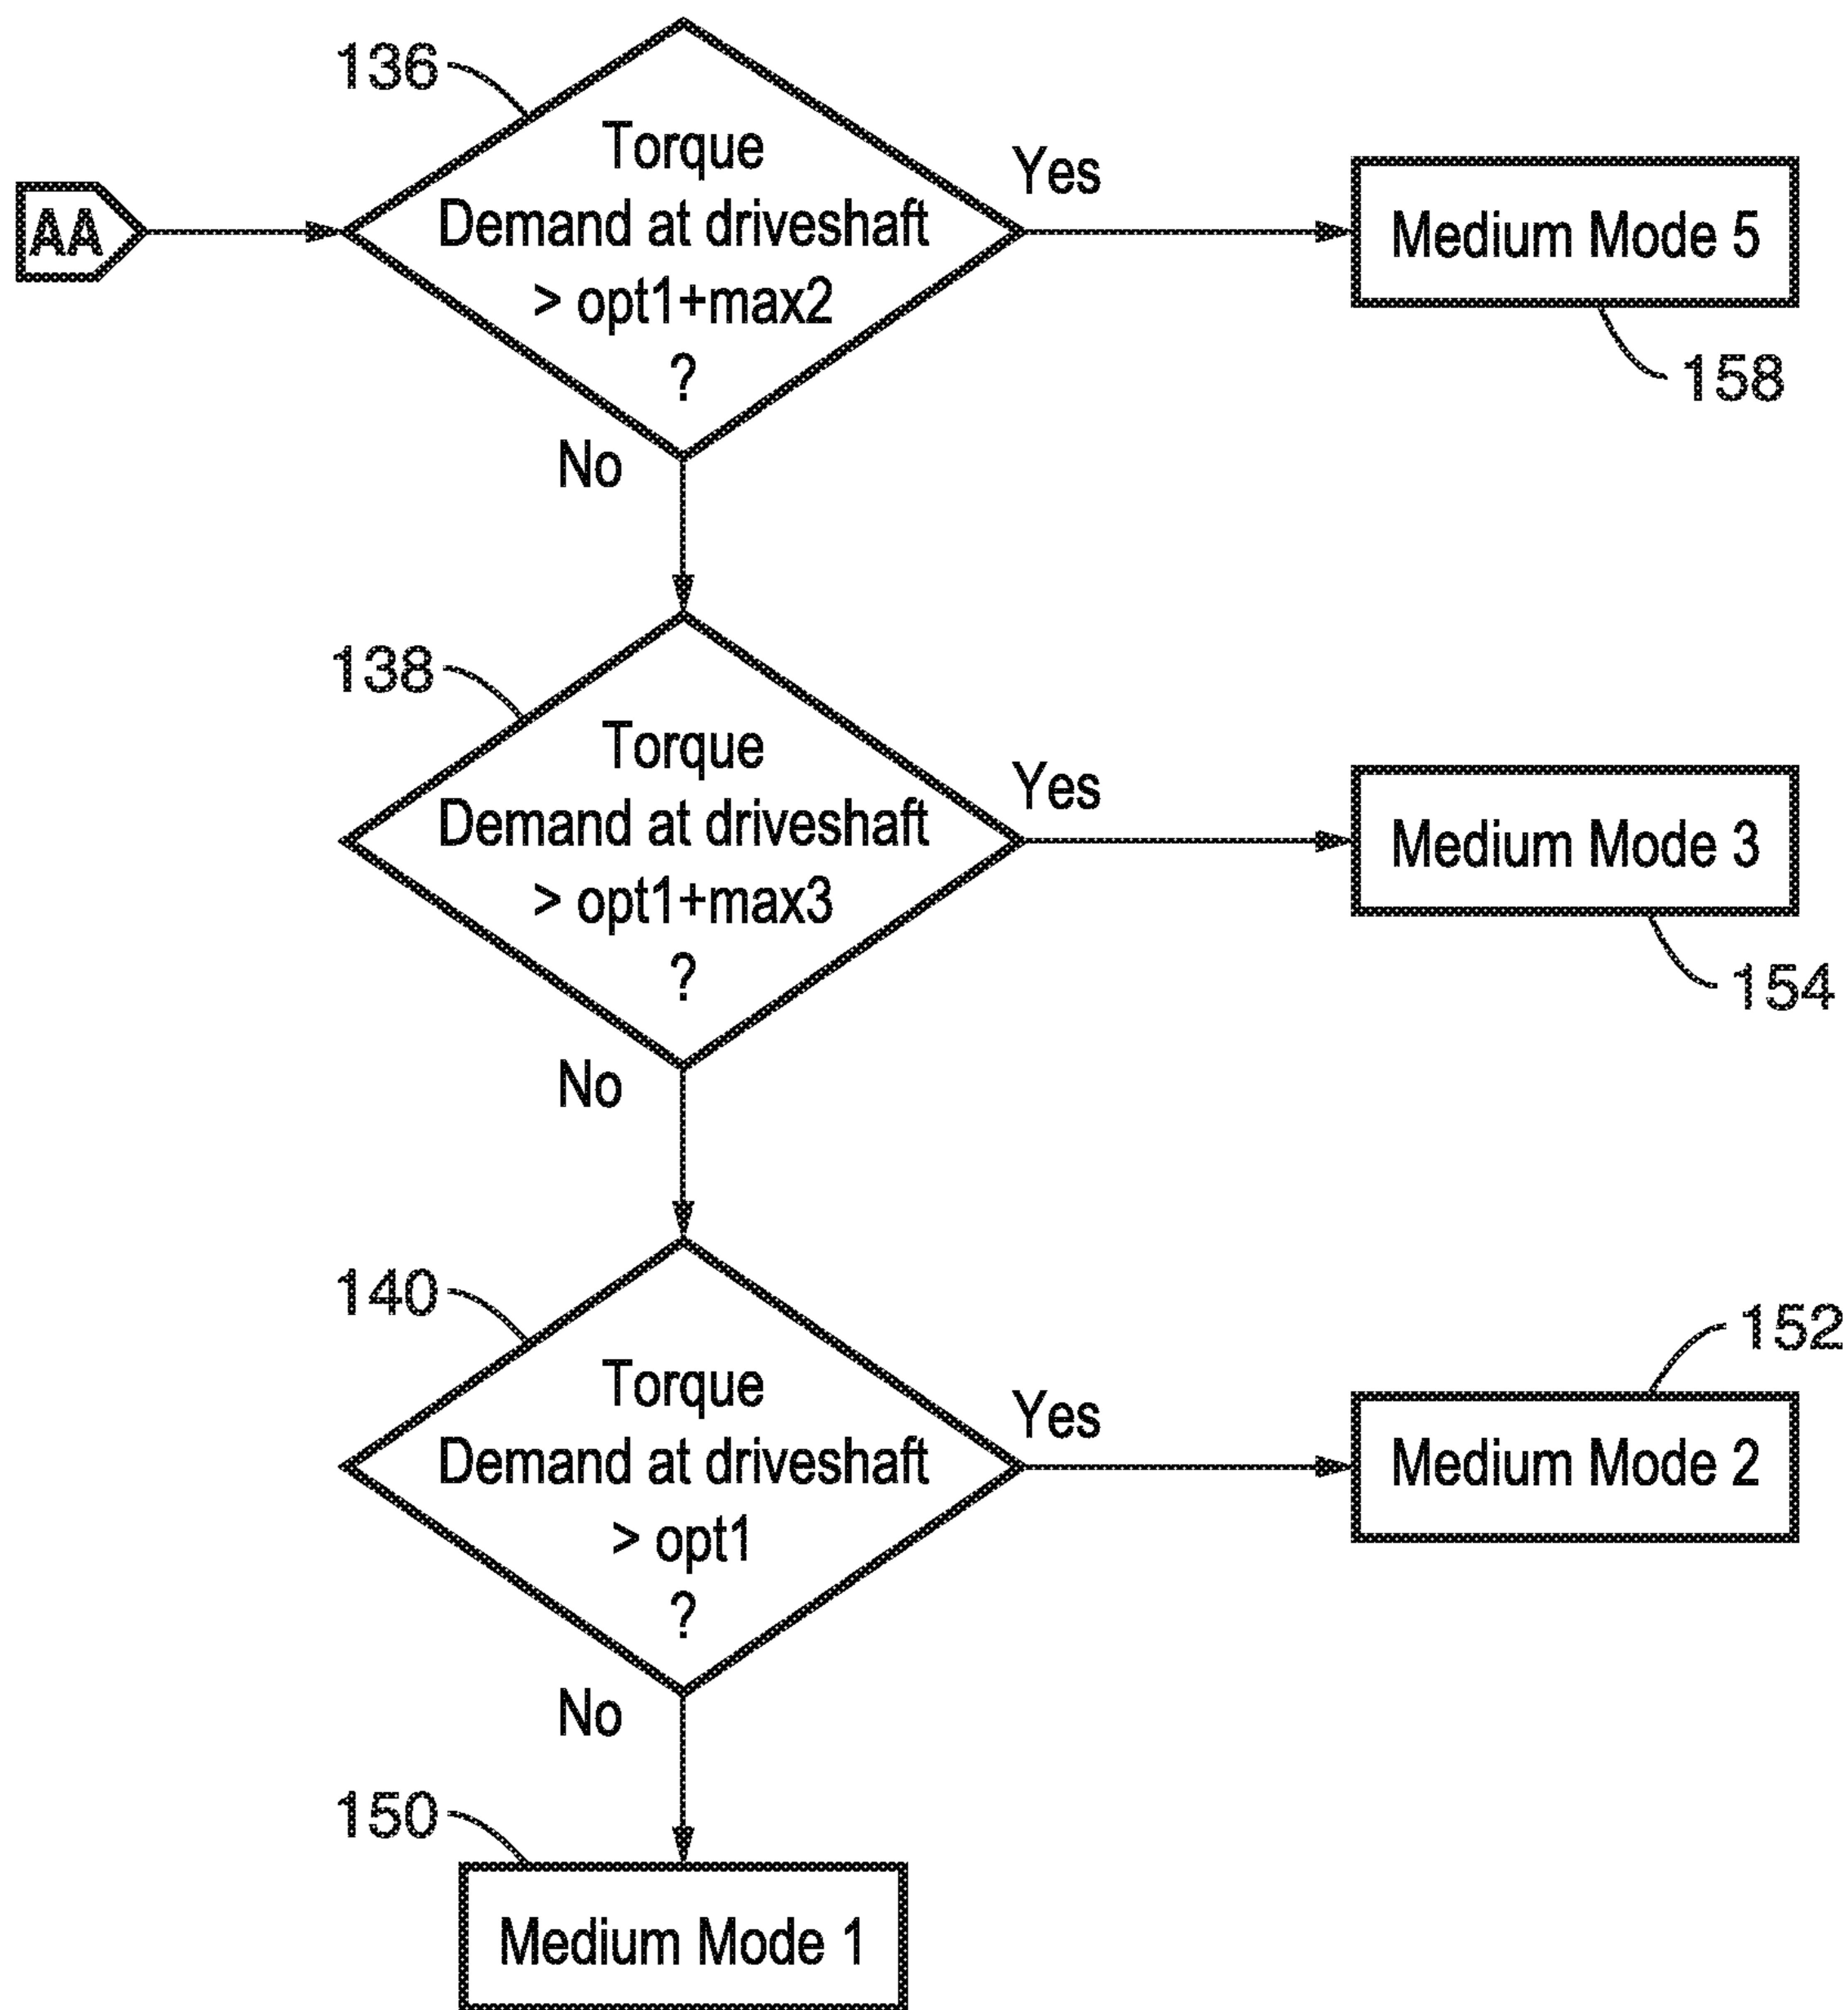 136
Torque
Demand at driveshaft
> opt1+max2
?
Yes
AA
Medium Mode 5
158
No
138
Torque
Demand at driveshaft
> opt1+max3
?
Yes
Medium Mode 3
154
No
140
Torque
Demand at driveshaft
> opt1
?
Yes
152
Medium Mode 2
No
150
Medium Mode 1